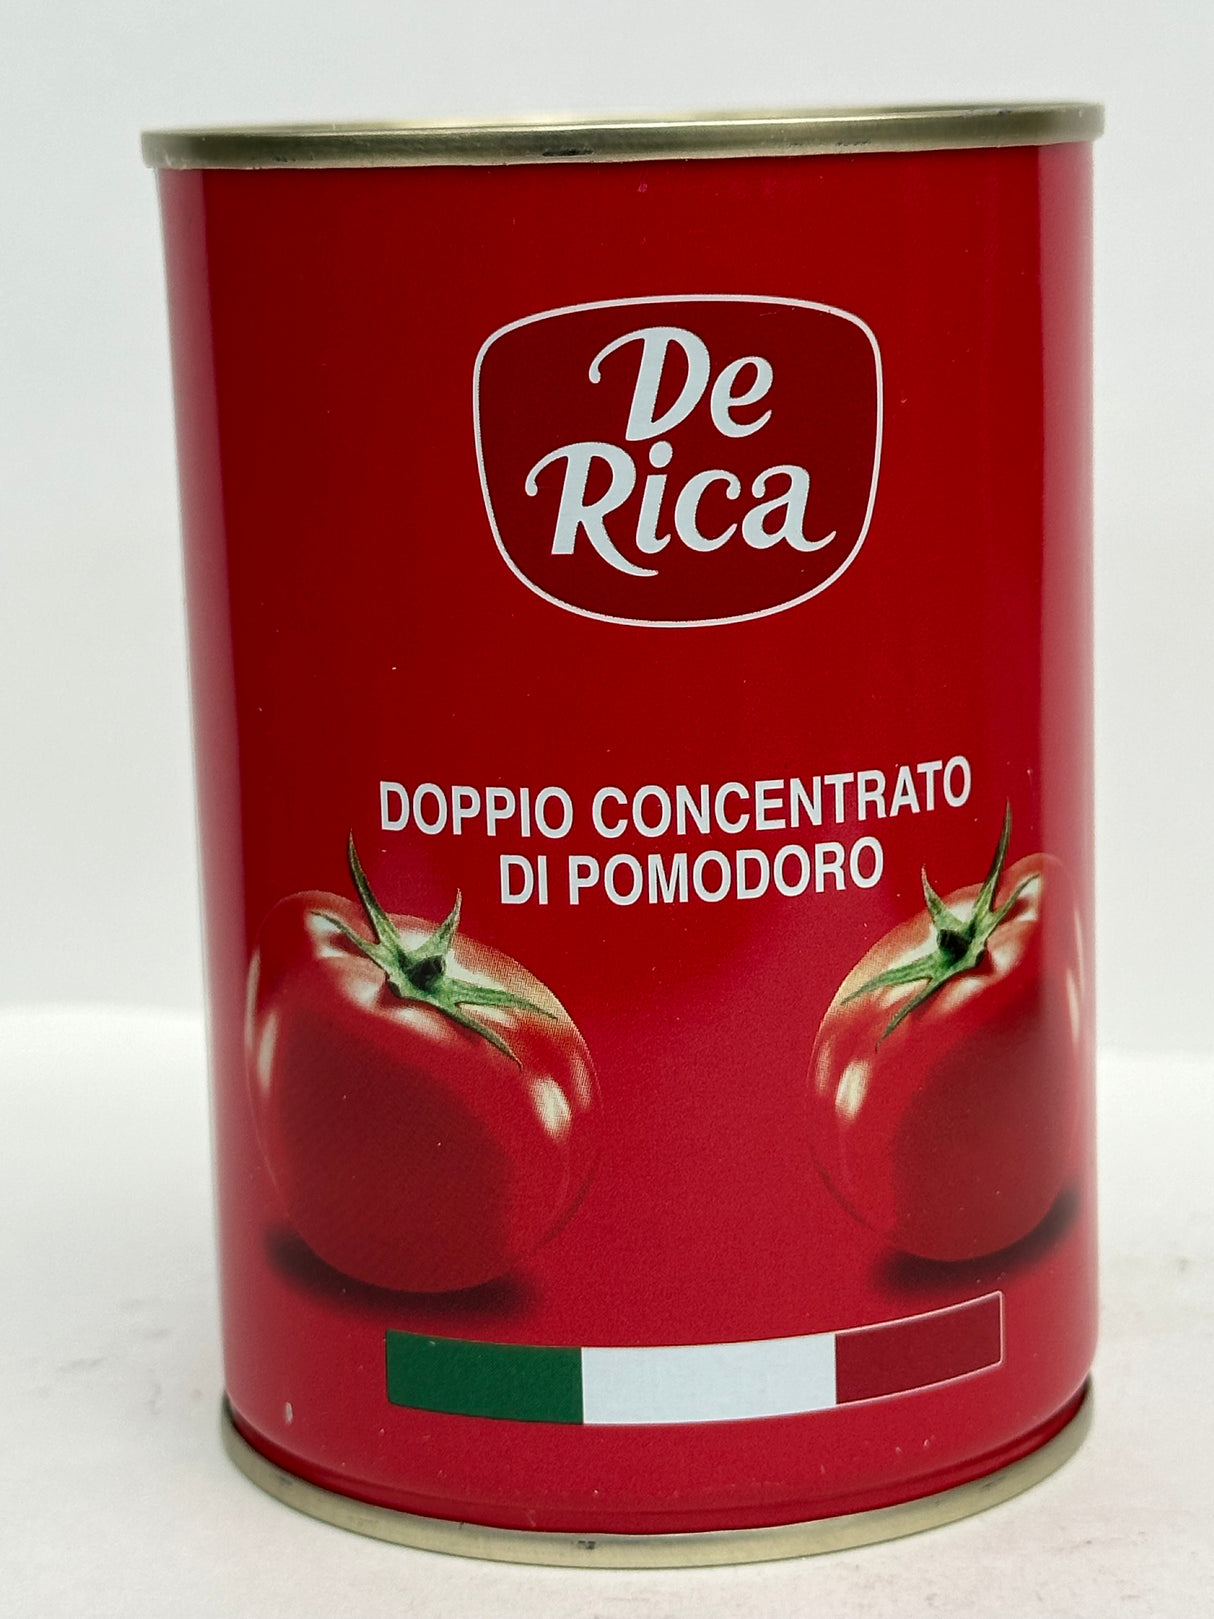 De
Rica
DOPPIO CONCENTRATO
DI POMODORO